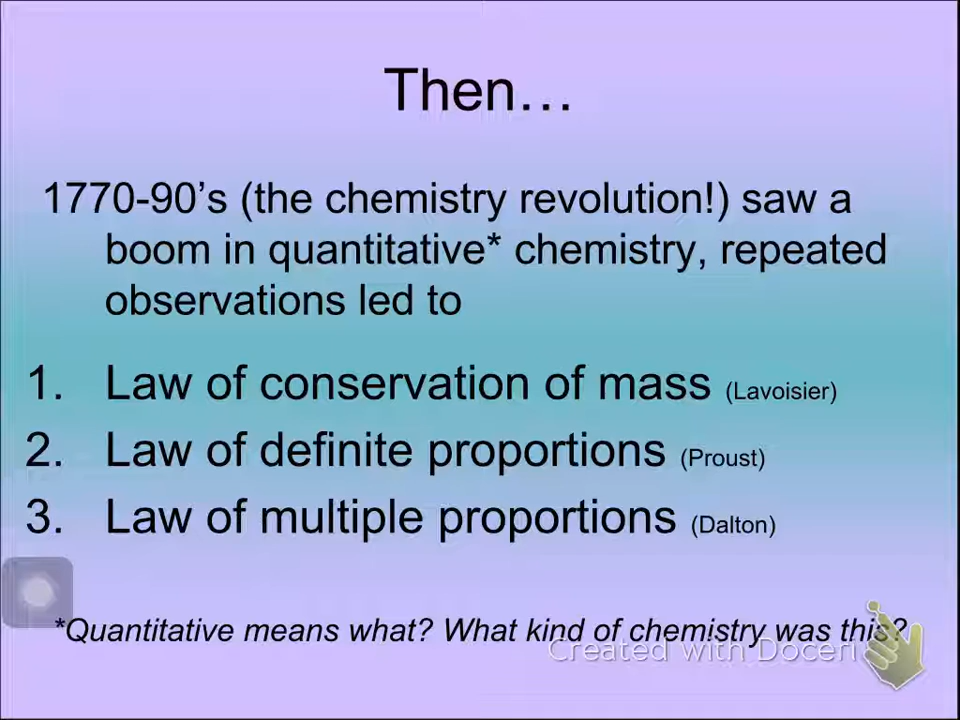 Then…
1770-90's (the chemistry revolution!) saw a
boom in quantitative* chemistry, repeated
observations led to
1. Law of conservation of mass (Lavoisier)
2. Law of definite proportions (Proust)
3. Law of multiple proportions (Dalton)
*Quantitative means what? What kind of chemistry was this?
Created with Doceri